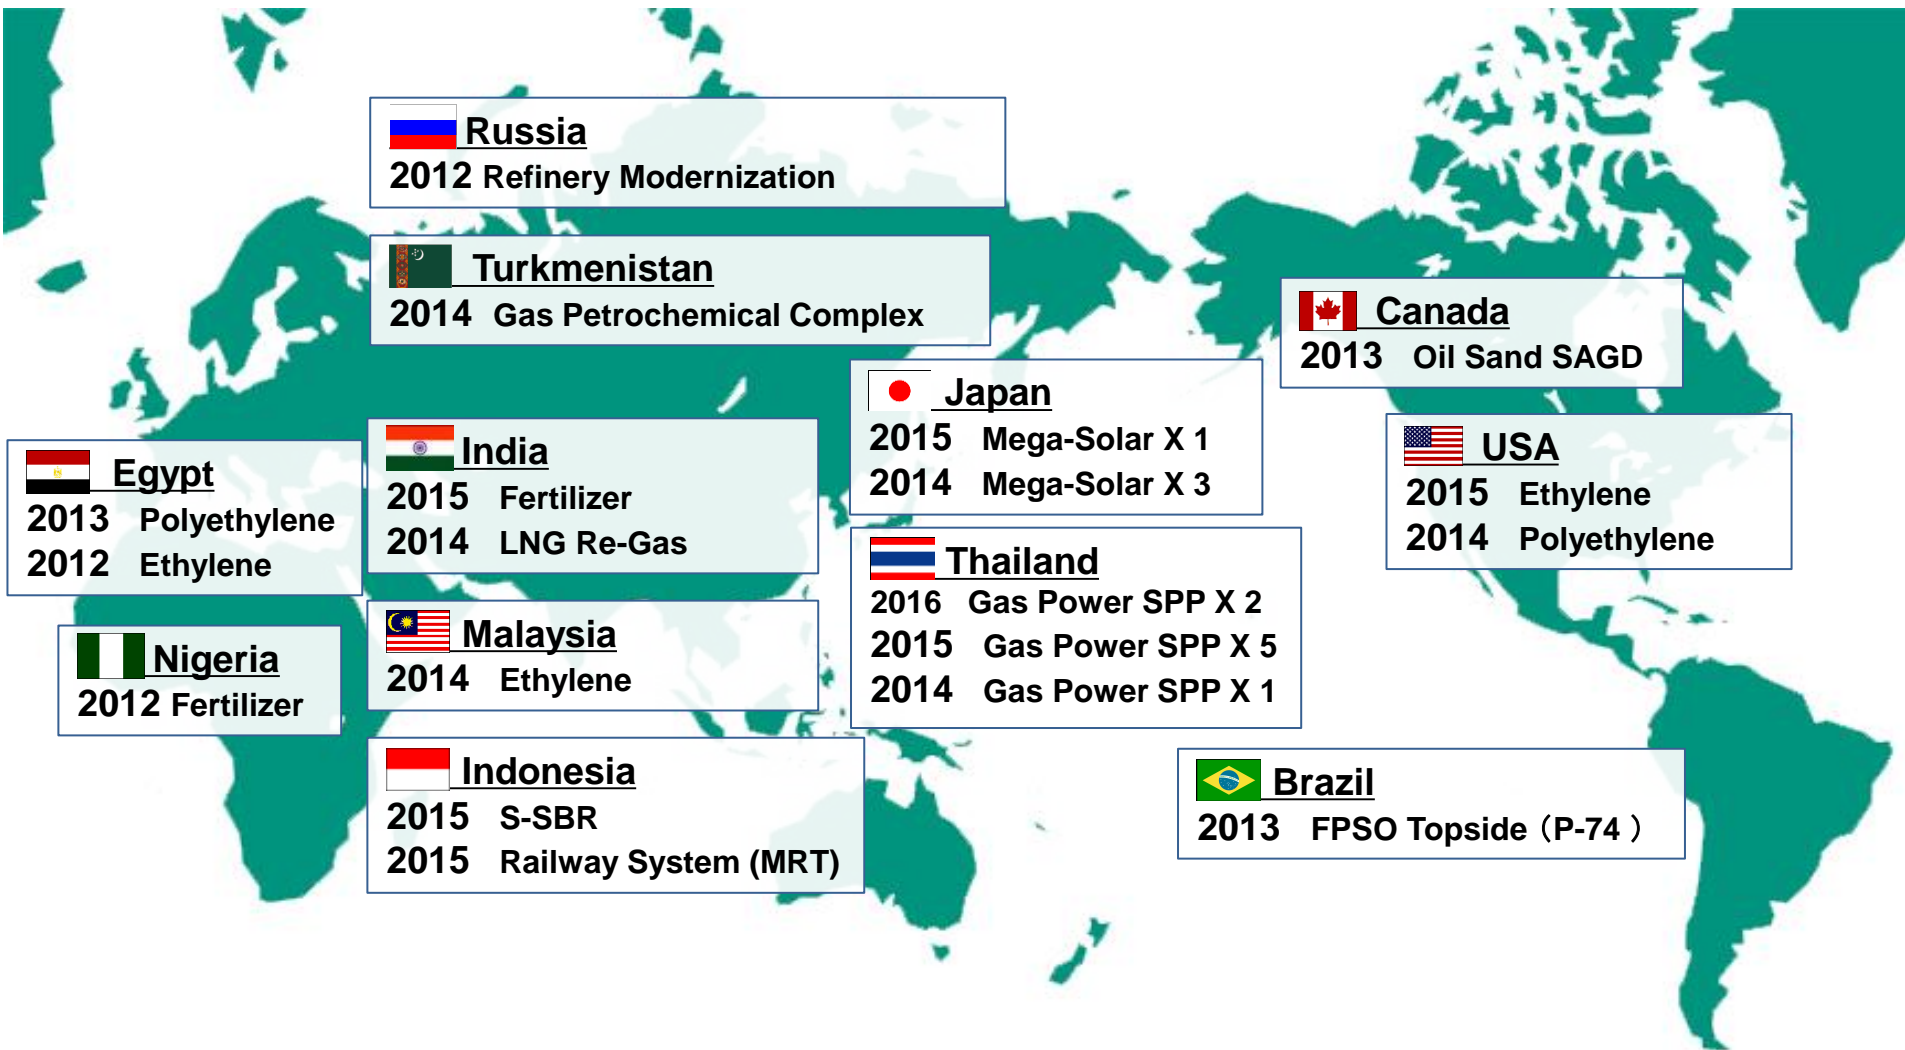 Russia
2012 Refinery Modernization
Turkmenistan
2014 Gas Petrochemical Complex
Canada
2013 Oil Sand SAGD
Japan
2015 Mega-Solar X 1
2014 Mega-Solar X 3
USA
2015 Ethylene
2014 Polyethylene
Egypt
2013 Polyethylene
2012 Ethylene
India
2015 Fertilizer
2014 LNG Re-Gas
Thailand
2016 Gas Power SPP X 2
2015 Gas Power SPP X 5
2014 Gas Power SPP X 1
Nigeria
2012 Fertilizer
Malaysia
2014 Ethylene
Indonesia
2015 S-SBR
2015 Railway System (MRT)
Brazil
2013 FPSO Topside（P-74 ）